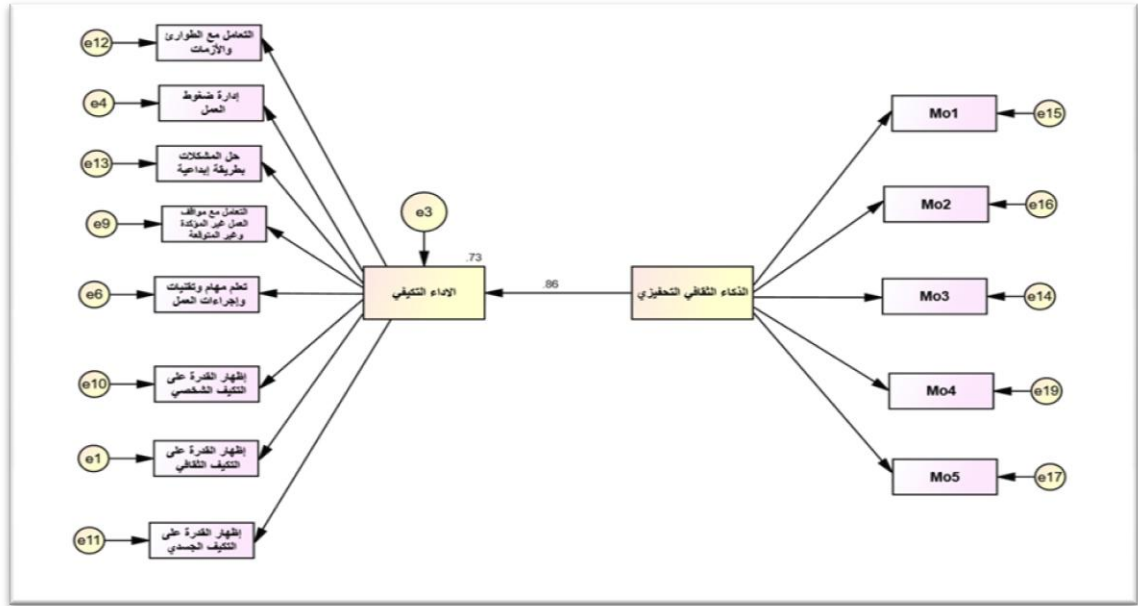 e12
التعامل مع الطوارئ
والأزمات
e4
إدارة ضغوط
العمل
e13
حل المشكلات
بطريقة إبداعية
e9
التعامل مع مواقف
العمل غير المؤكدة
وغير المتوقعة
e6
تعلم مهام وتقنيات
وإجراءات العمل
e10
إظهار القدرة على
التكيف الشخصي
e1
إظهار القدرة على
التكيف الثقافي
e11
إظهار القدرة على
التكيف الجسدي
e3
.73
الاداء التكيفي
.86
الذكاء الثقافي التحفيزي
Mo1
e15
Mo2
e16
Mo3
e14
Mo4
e19
Mo5
e17